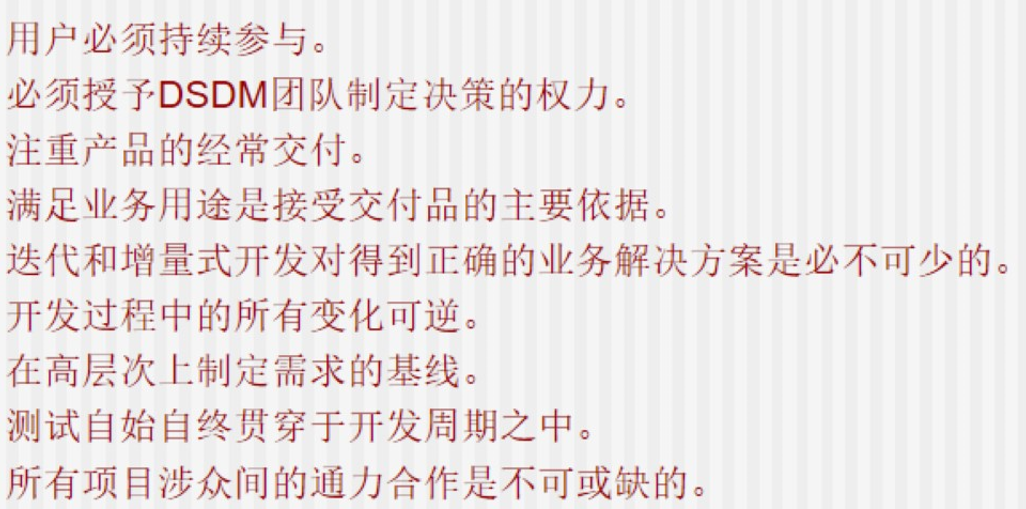 用户必须持续参与。
必须授予DSDM团队制定决策的权力。
注重产品的经常交付。
满足业务用途是接受交付品的主要依据。
迭代和增量式开发对得到正确的业务解决方案是必不可少的。
开发过程中的所有变化可逆。
在高层次上制定需求的基线。
测试自始自终贯穿于开发周期之中。
所有项目涉众间的通力合作是不可或缺的。